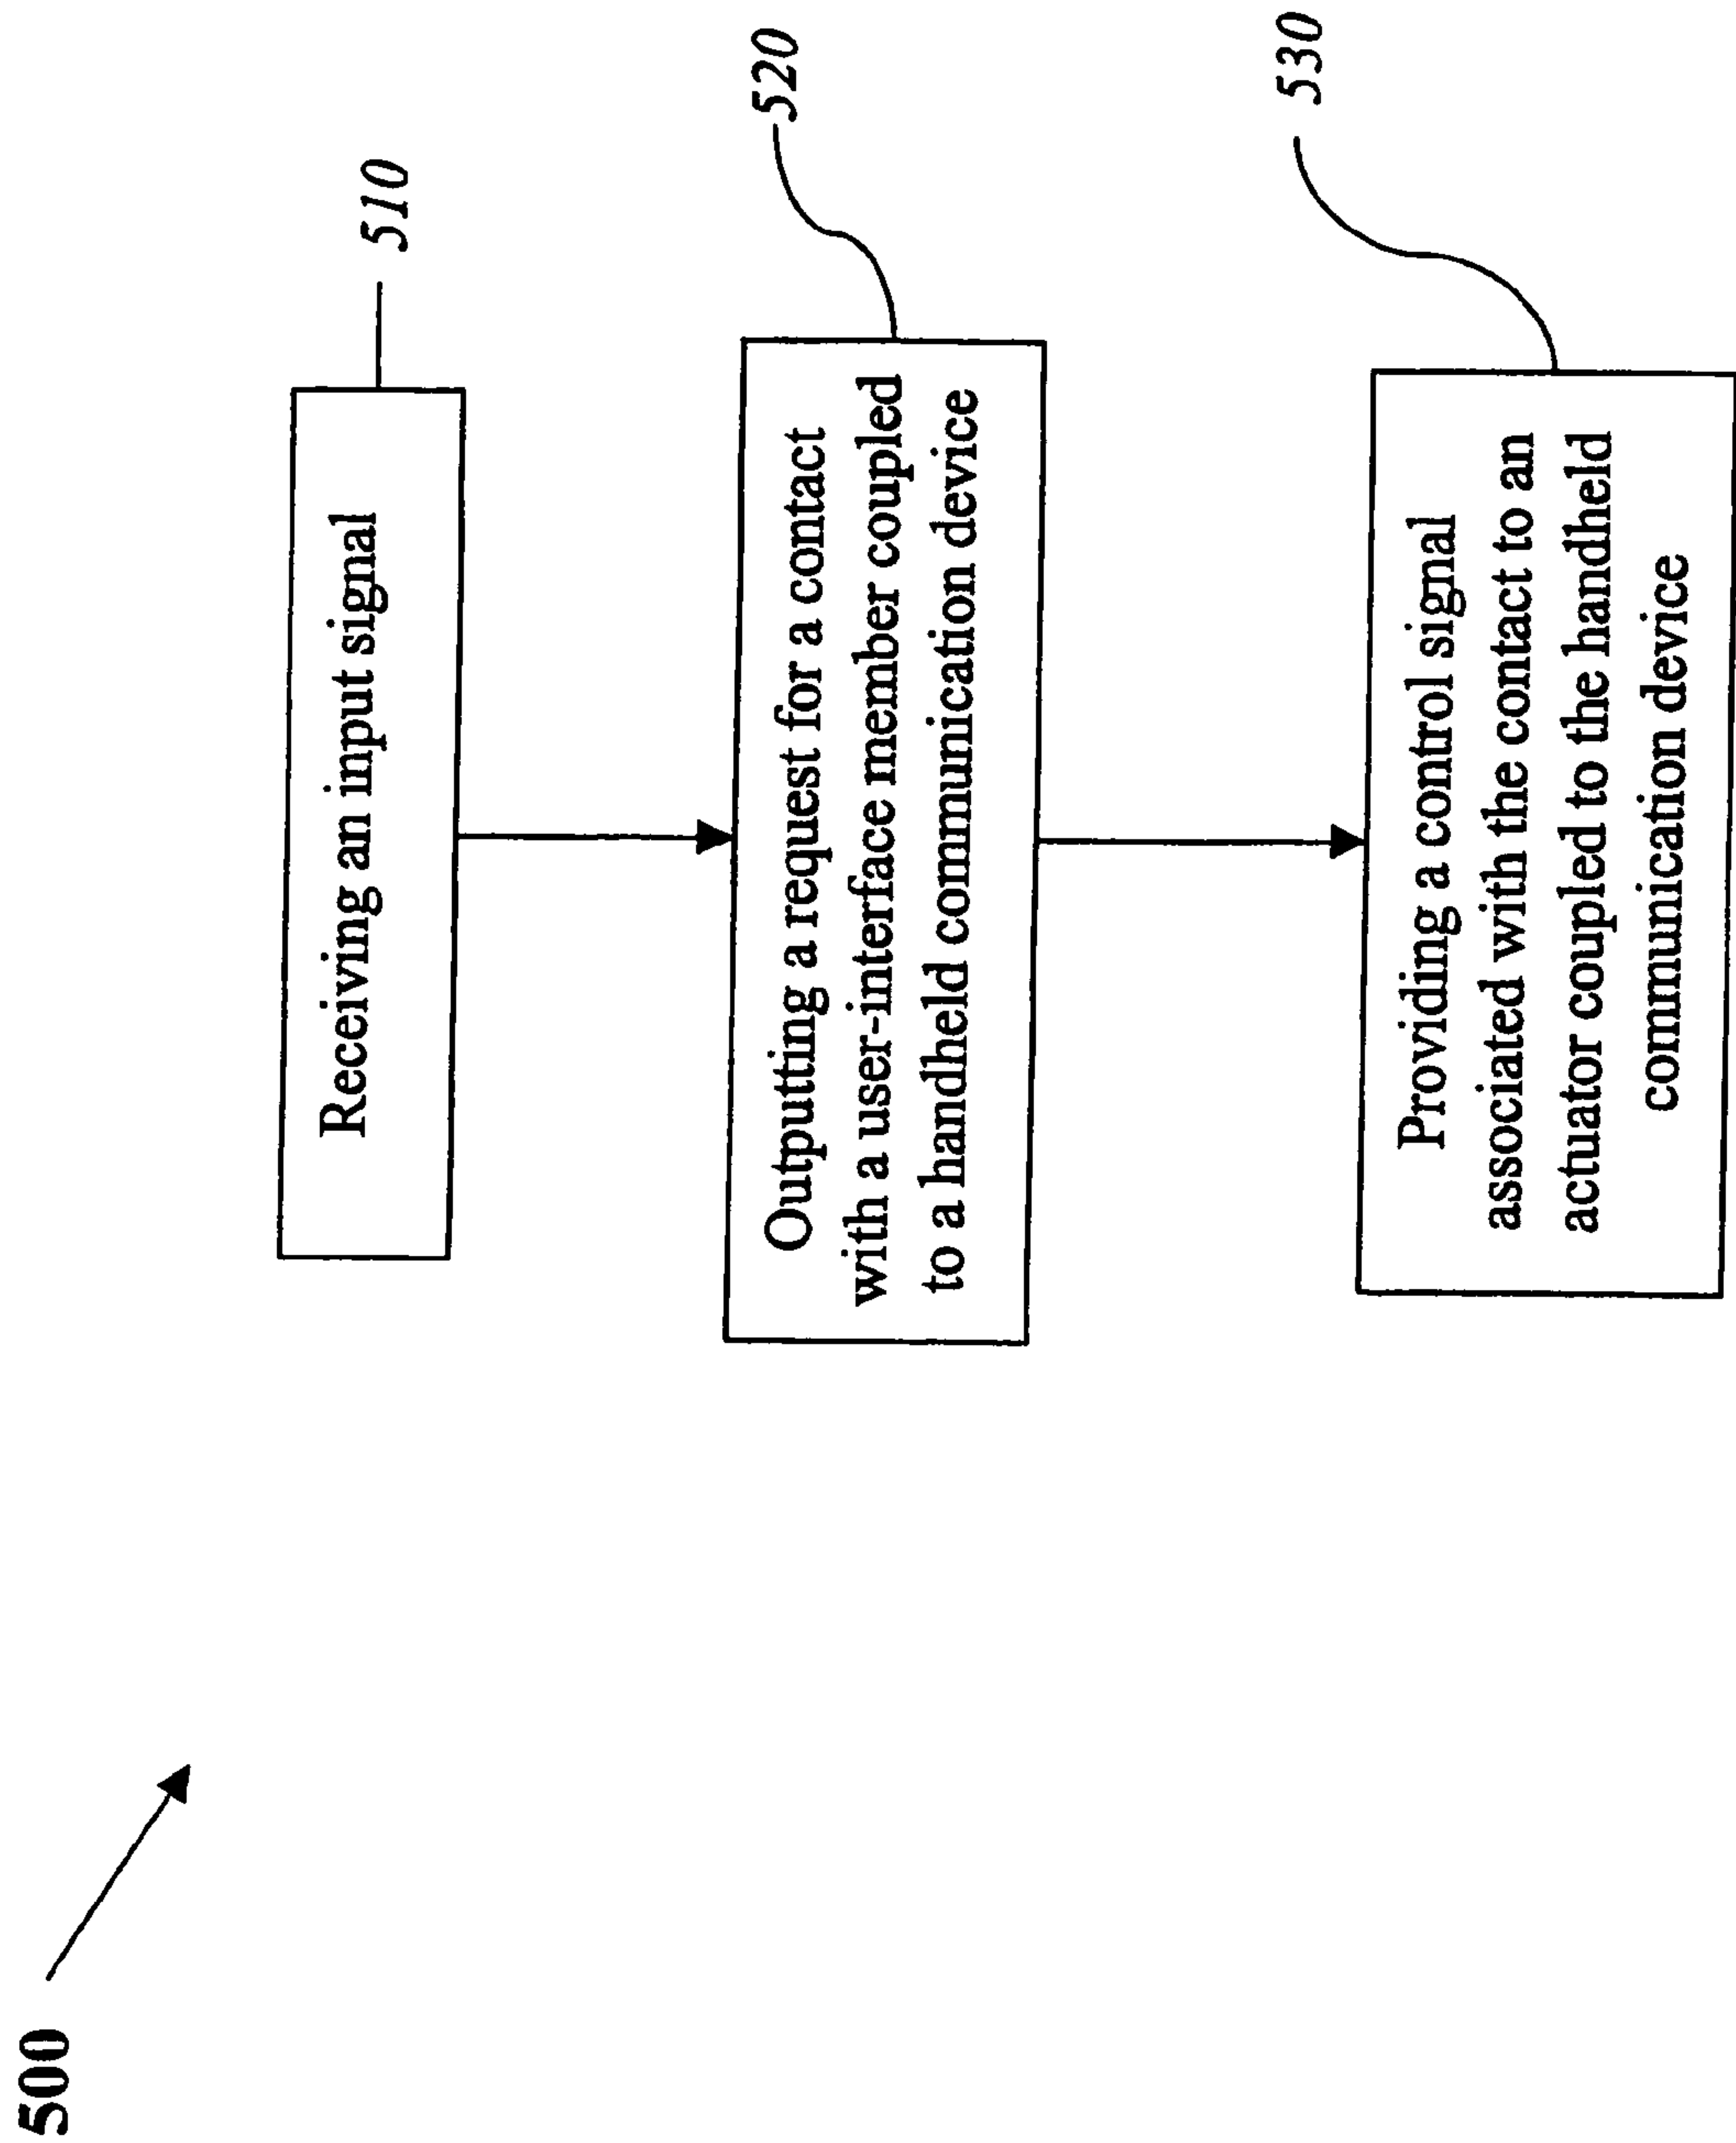 500
Receiving an input signal
510
Outputting a request for a contact
with a user-interface member coupled
to a handheld communication device
520
Providing a control signal
associated with the contact to an
actuator coupled to the handheld
communication device
530